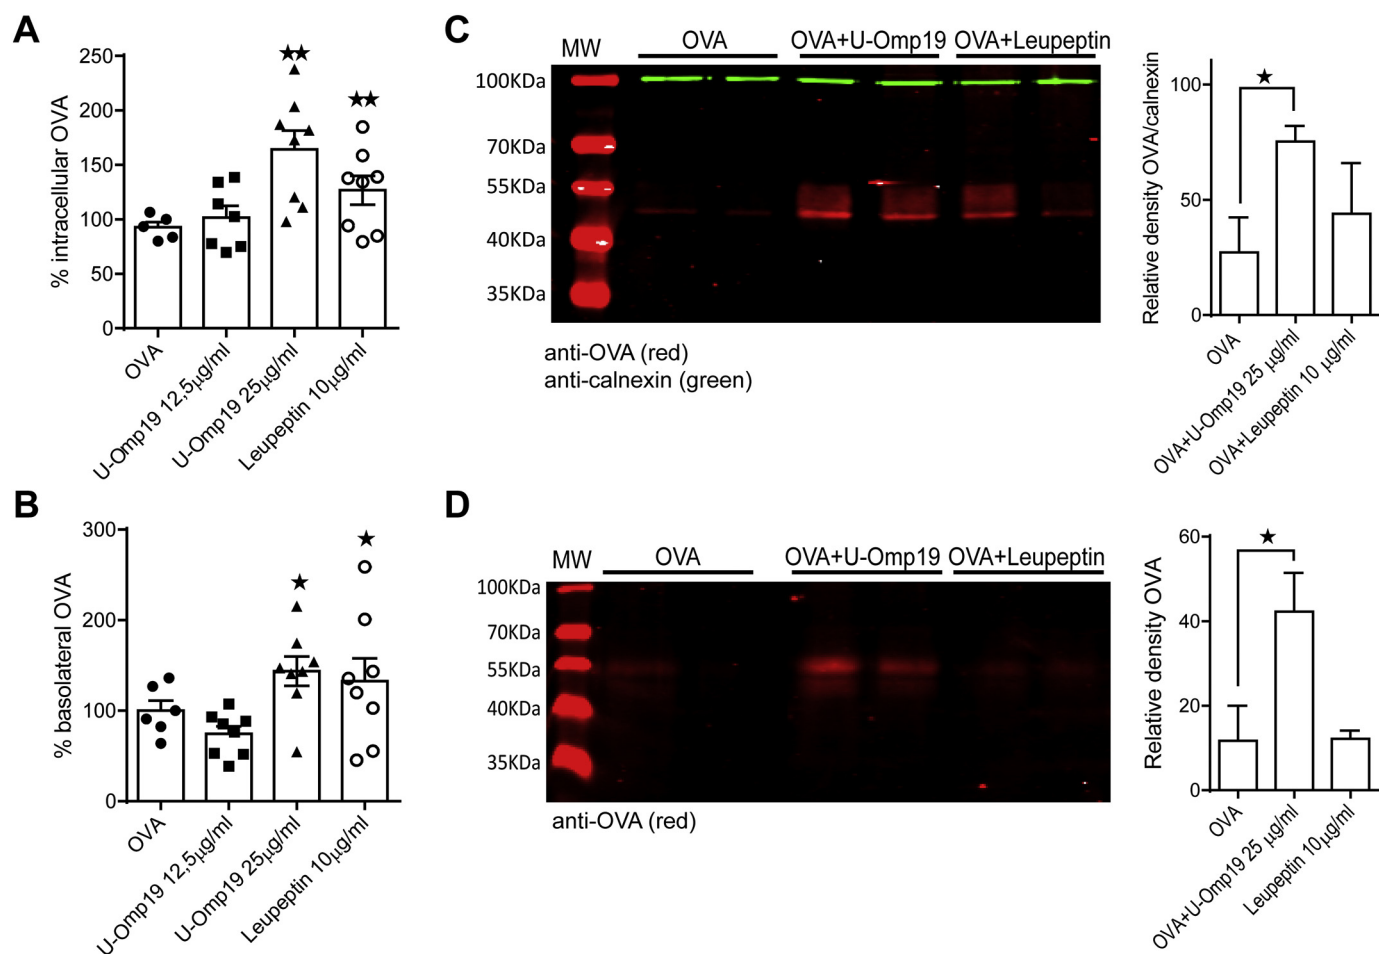 A
% intracellular OVA
250
200
150
100
50
0
OVA
U-Omp19 12,5µg/ml
U-Omp19 25µg/ml
Leupeptin 10µg/ml
B
% basolateral OVA
300
200
100
0
OVA
U-Omp19 12,5µg/ml
U-Omp19 25µg/ml
Leupeptin 10µg/ml
C
MW
OVA
OVA+U-Omp19
OVA+Leupeptin
100KDa
70KDa
55KDa
40KDa
35KDa
anti-OVA (red)
anti-calnexin (green)
Relative density OVA/calnexin
100
50
0
OVA
OVA+U-Omp19 25 µg/ml
OVA+Leupeptin 10 µg/ml
D
MW
OVA
OVA+U-Omp19
OVA+Leupeptin
100KDa
70KDa
55KDa
40KDa
35KDa
anti-OVA (red)
Relative density OVA
60
40
20
0
OVA
OVA+U-Omp19 25 µg/ml
Leupeptin 10µg/ml